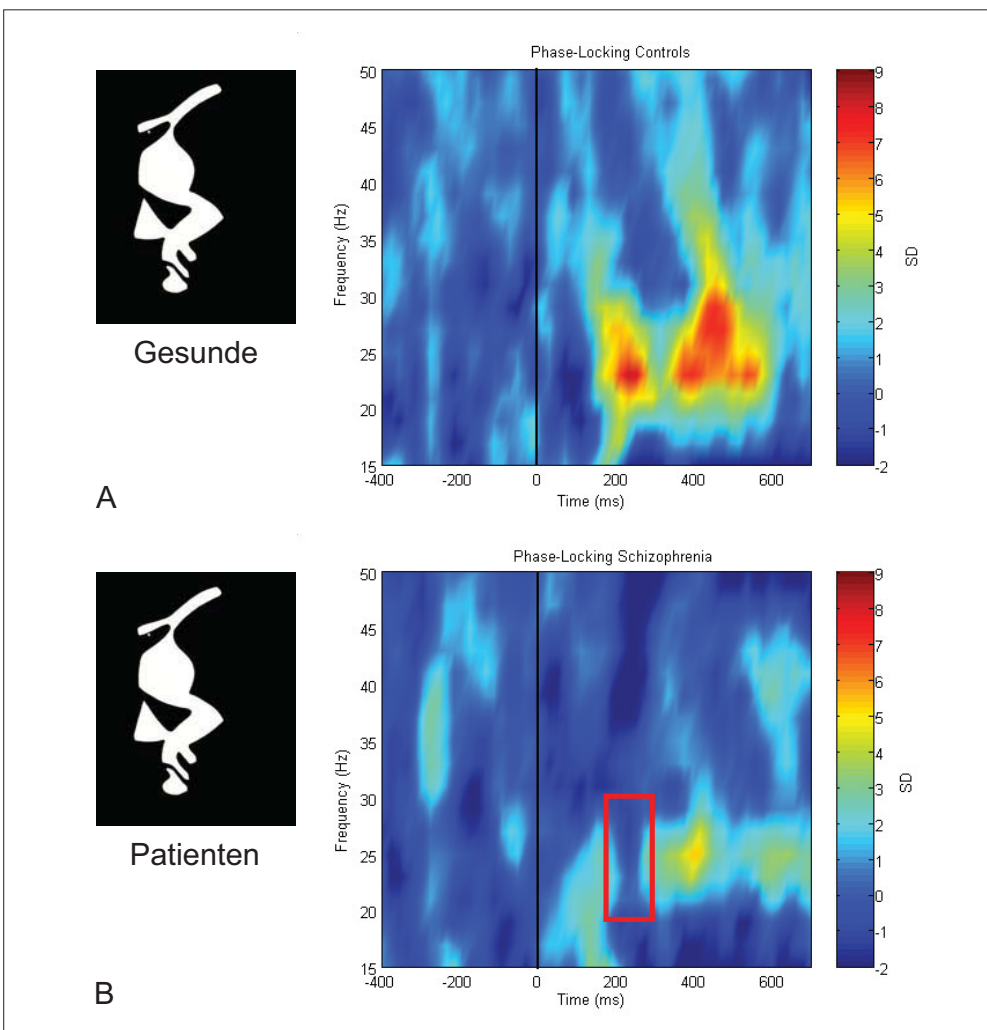 Phase-Locking Controls
50
45
40
35
30
25
20
15
Frequency (Hz)
-400 -200 0 200 400 600
Time (ms)
9
8
7
6
5
4
3
2
1
0
-1
-2
SD
Gesunde
A
Phase-Locking Schizophrenia
50
45
40
35
30
25
20
15
Frequency (Hz)
-400 -200 0 200 400 600
Time (ms)
9
8
7
6
5
4
3
2
1
0
-1
-2
SD
Patienten
B